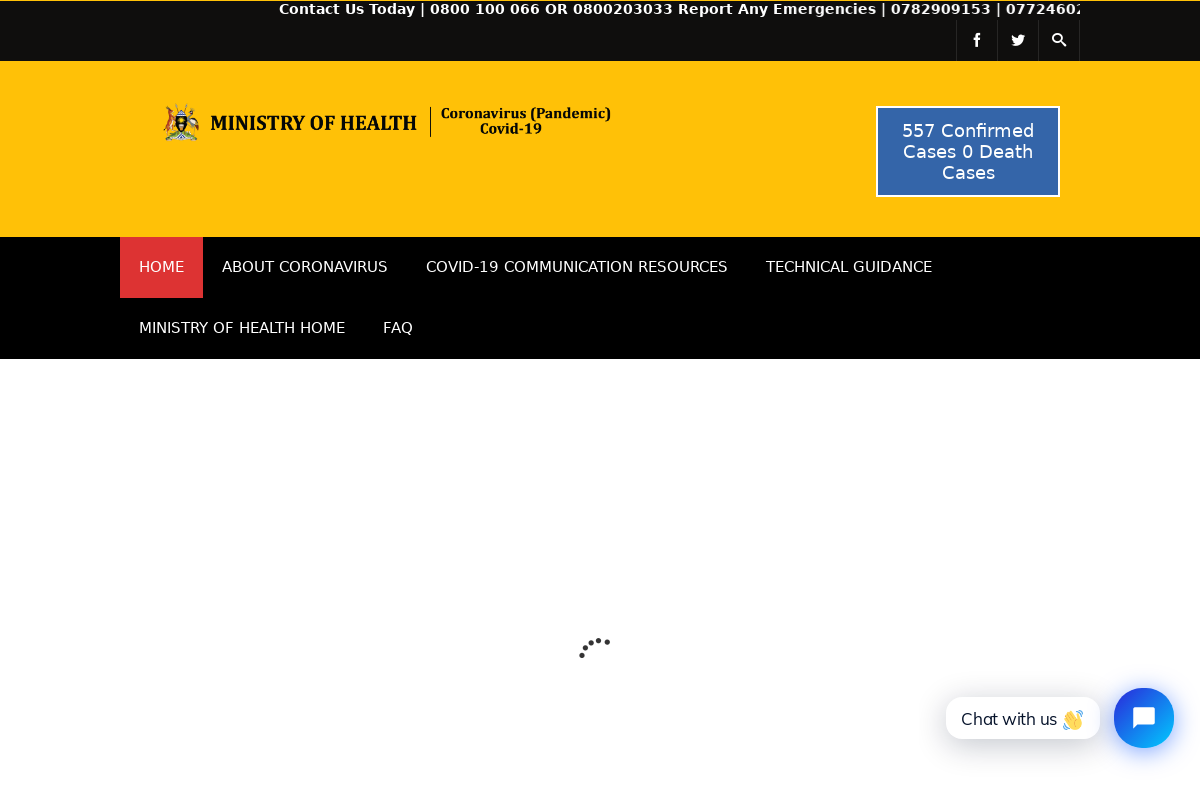 Contact Us Today | 0800 100 066 OR 0800203033 Report Any Emergencies | 0782909153 | 07724602
MINISTRY OF HEALTH
Coronavirus (Pandemic)
Covid-19
557 Confirmed
Cases 0 Death
Cases
HOME ABOUT CORONAVIRUS COVID-19 COMMUNICATION RESOURCES TECHNICAL GUIDANCE
MINISTRY OF HEALTH HOME FAQ
Chat with us 👋